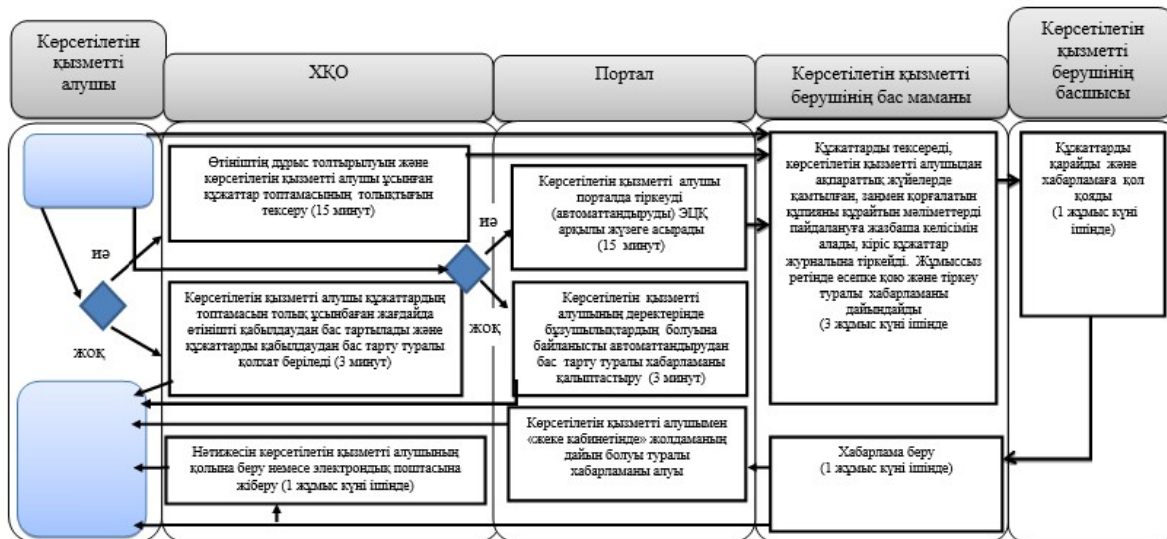 Көрсетілетін
қызметті
алушы
ХҚО
Портал
Көрсетілетін қызметті
берушінің бас маманы
Көрсетілетін
қызметті
берушінің
басшысы
Өтініштің дұрыс толтырылуын және
көрсетілетін қызметті алушы ұсынған
құжаттар топтамасының толықтығын
тексеру (15 минут)
Көрсетілетін қызметті алушы
порталда тіркеуді
(автоматтандыруды) ЭЦҚ
арқылы жүзеге асырады
(15 минут)
Құжаттарды тексереді,
көрсетілетін қызметті алушыдан
ақпараттық жүйелерде
қамтылған, заңмен қорғалатын
құпияны құрайтын мәліметтерді
пайдалануға жазбаша келісімін
алады, кіріс құжаттар
журналына тіркейді. Жұмыссыз
ретінде есепке қою және тіркеу
туралы хабарламаны
дайындайды
(3 жұмыс күні ішінде
Құжаттарды
қарайды және
хабарламаға қол
қояды
(1 жұмыс күні
ішінде)
иә
иә
жоқ
жоқ
Көрсетілетін қызметті алушы құжаттардың
топтамасын толық ұсынбаған жағдайда
өтінішті қабылдаудан бас тартылады және
құжаттарды қабылдаудан бас тарту туралы
қолхат беріледі (3 минут)
Көрсетілетін қызметті
алушының деректерінде
бұзушылықтардың болуына
байланысты автоматтандырудан
бас тарту туралы хабарламаны
қалыптастыру (3 минут)
Көрсетілетін қызметті алушымен
«жеке кабинетінде» жолдаманың
дайын болуы туралы
хабарламаны алуы
Нәтижесін көрсетілетін қызметті алушының
қолына беру немесе электрондық поштасына
жіберу (1 жұмыс күні ішінде)
Хабарлама беру
(1 жұмыс күні ішінде)